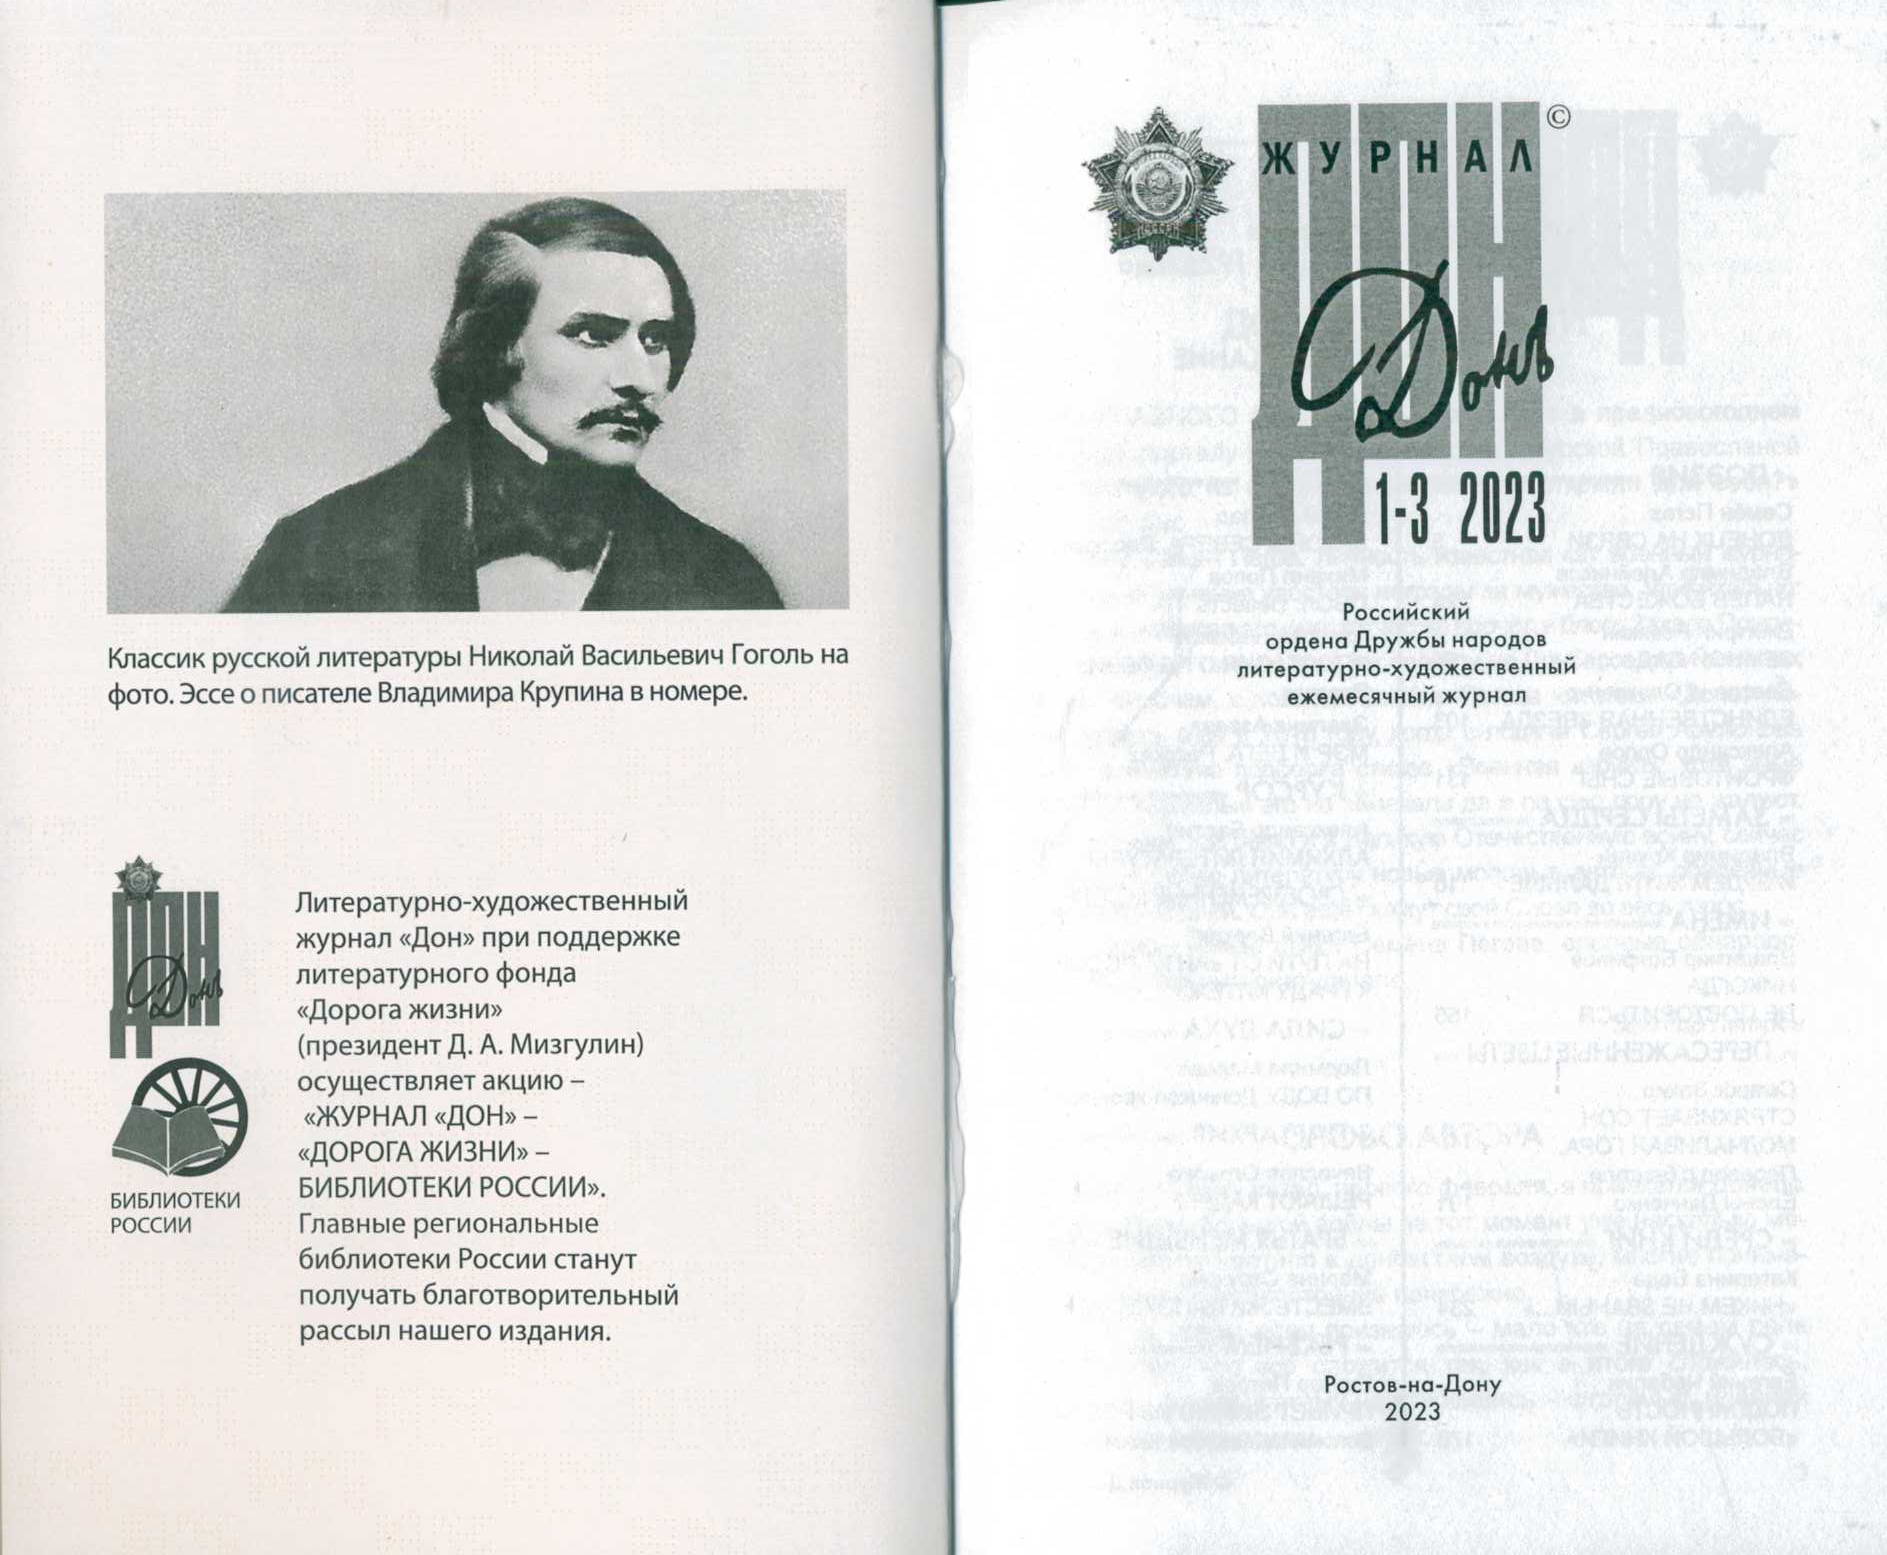 Классик русской литературы Николай Васильевич Гоголь на
фото. Эссе о писателе Владимира Крупина в номере.
ДОН
Донъ
БИБЛИОТЕКИ
РОССИИ
Литературно-художественный
журнал «Дон» при поддержке
литературного фонда
«Дорога жизни»
(президент Д. А. Мизгулин)
осуществляет акцию –
«ЖУРНАЛ «ДОН» –
«ДОРОГА ЖИЗНИ» –
БИБЛИОТЕКИ РОССИИ».
Главные региональные
библиотеки России станут
получать благотворительный
рассыл нашего издания.
©
ЖУРНАЛ
ДОН
Донъ
1-3 2023
Российский
ордена Дружбы народов
литературно-художественный
ежемесячный журнал
Ростов-на-Дону
2023